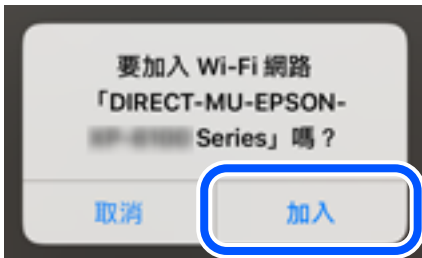 要加入 Wi-Fi 網路
「DIRECT-MU-EPSON-
Series」嗎？
取消
加入